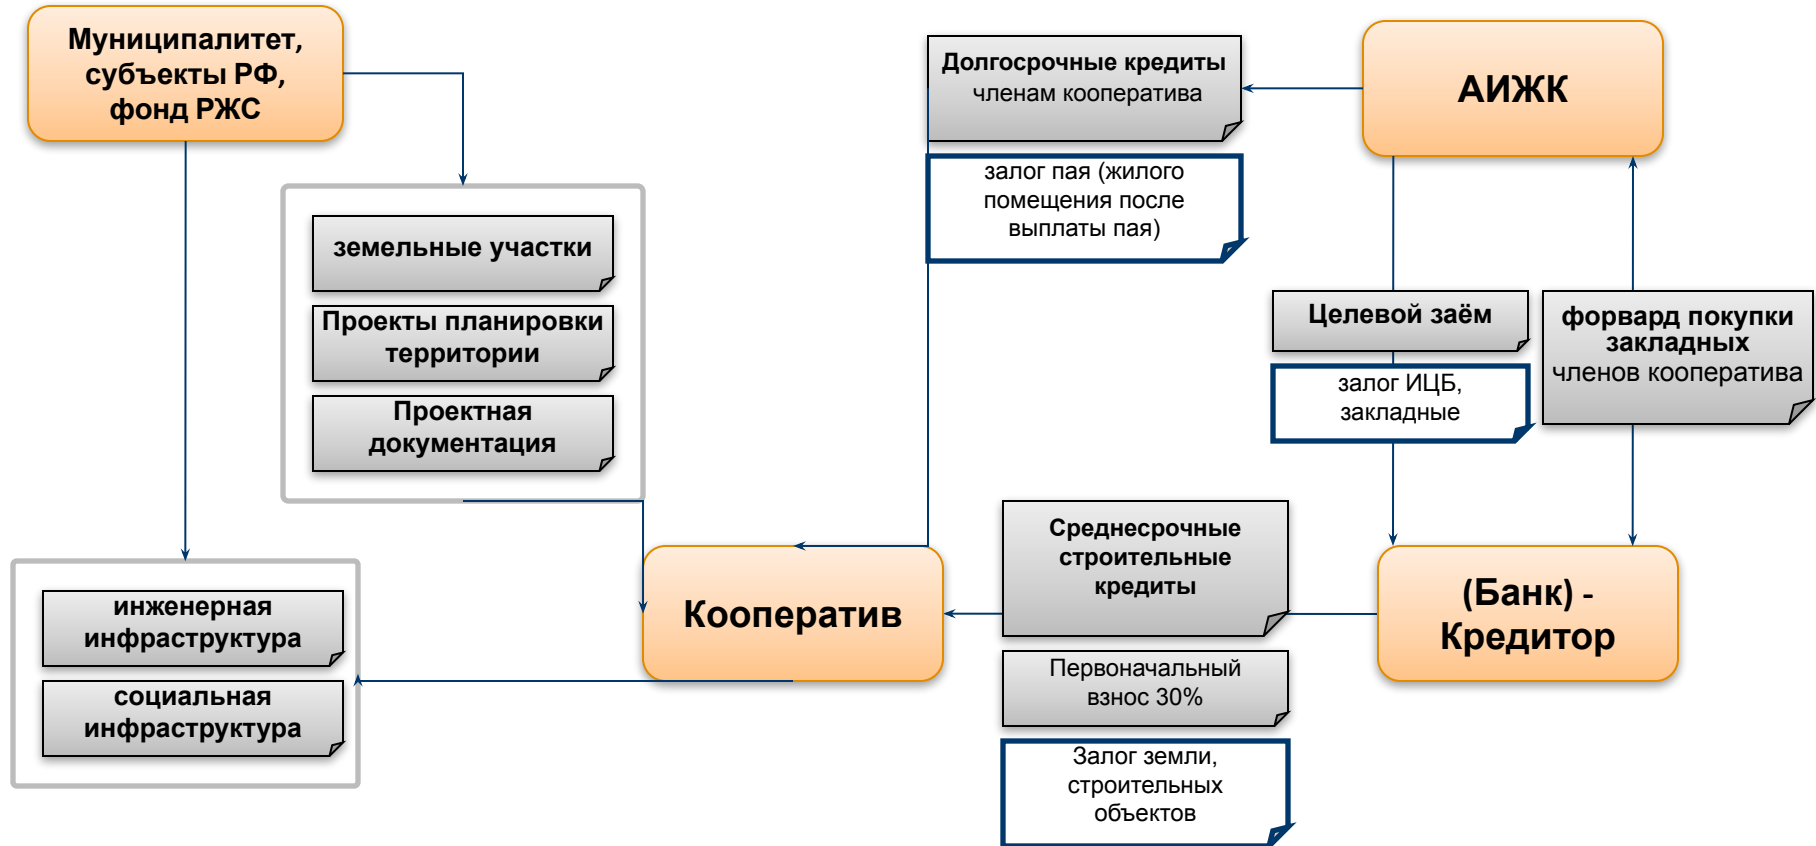 Муниципалитет,
субъекты РФ,
фонд РЖС
земельные участки
Проекты планировки
территории
Проектная
документация
инженерная
инфраструктура
социальная
инфраструктура
Кооператив
Долгосрочные кредиты
членам кооператива
залог пая (жилого
помещения после
выплаты пая)
АИЖК
Целевой заём
залог ИЦБ,
закладные
форвард покупки
закладных
членов кооператива
Среднесрочные
строительные
кредиты
Первоначальный
взнос 30%
Залог земли,
строительных
объектов
(Банк) -
Кредитор